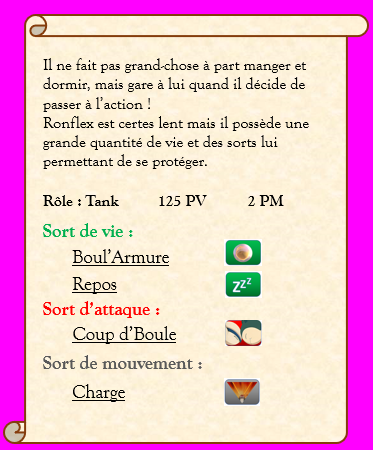 Il ne fait pas grand-chose à part manger et
dormir, mais gare à lui quand il décide de
passer à l'action !
Ronflex est certes lent mais il possède une
grande quantité de vie et des sorts lui
permettant de se protéger.
Rôle : Tank 125 PV 2 PM
Sort de vie :
Boul'Armure
Repos
zzz
Sort d'attaque :
Coup d'Boule
Sort de mouvement :
Charge